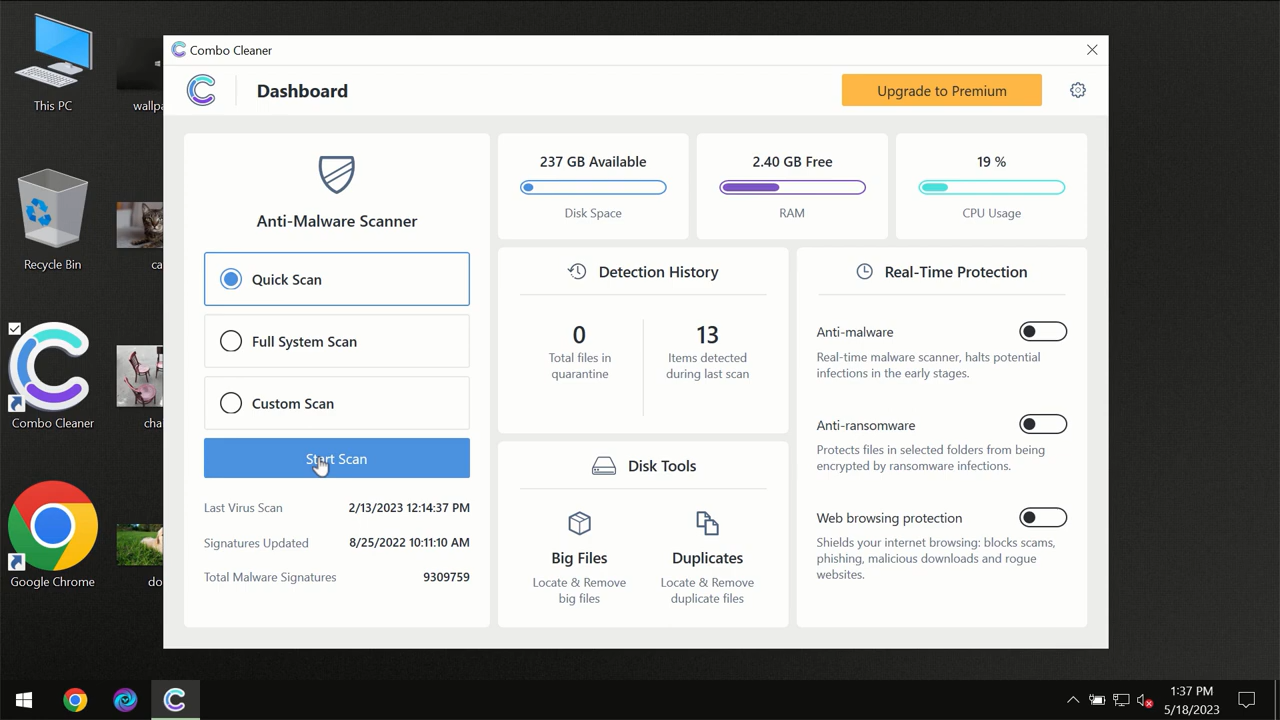 This PC
wallpa
Recycle Bin
ca
Combo Cleaner
cha
Google Chrome
do
Combo Cleaner
Dashboard
Upgrade to Premium
Anti-Malware Scanner
Quick Scan
Full System Scan
Custom Scan
Start Scan
Last Virus Scan 2/13/2023 12:14:37 PM
Signatures Updated 8/25/2022 10:11:10 AM
Total Malware Signatures 9309759
237 GB Available
Disk Space
2.40 GB Free
RAM
19 %
CPU Usage
Detection History
0
Total files in
quarantine
13
Items detected
during last scan
Disk Tools
Big Files
Locate & Remove
big files
Duplicates
Locate & Remove
duplicate files
Real-Time Protection
Anti-malware
Real-time malware scanner, halts potential
infections in the early stages.
Anti-ransomware
Protects files in selected folders from being
encrypted by ransomware infections.
Web browsing protection
Shields your internet browsing: blocks scams,
phishing, malicious downloads and rogue
websites.
1:37 PM
5/18/2023